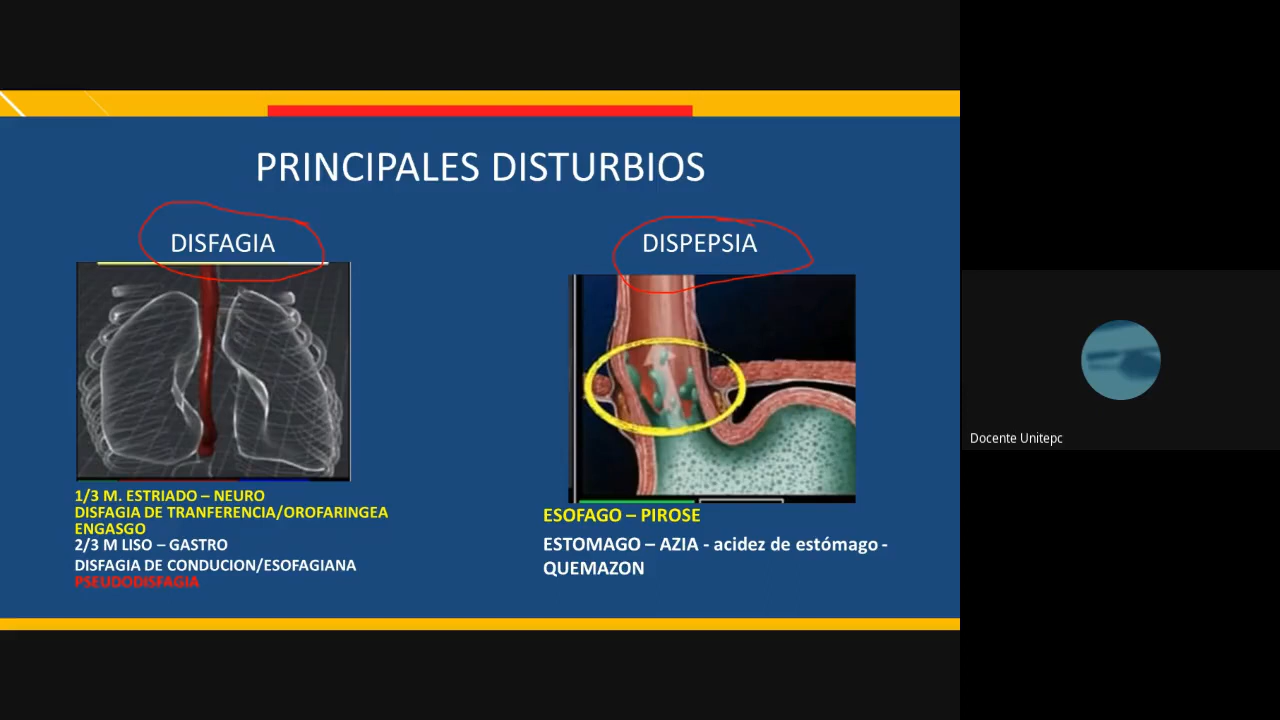 PRINCIPALES DISTURBIOS
DISFAGIA
1/3 M. ESTRIADO – NEURO
DISFAGIA DE TRANFERENCIA/OROFARINGEA
ENGASGO
2/3 M LISO – GASTRO
DISFAGIA DE CONDUCION/ESOFAGIANA
PSEUDODISFAGIA
DISPEPSIA
ESOFAGO – PIROSE
ESTOMAGO – AZIA - acidez de estómago -
QUEMAZON
Docente Unitepc